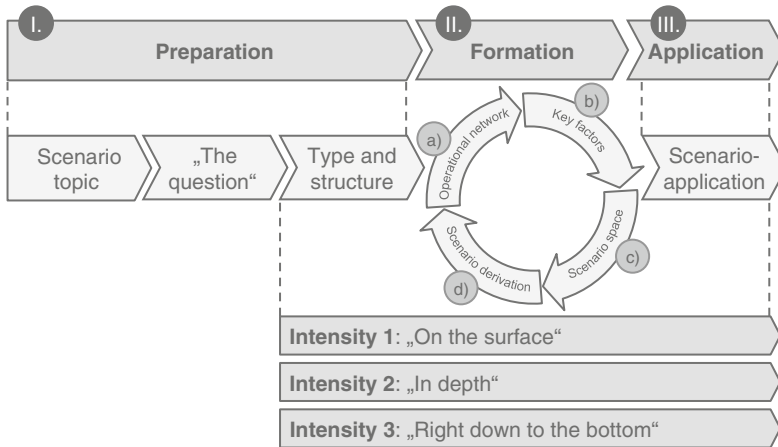 I.
II.
III.
Preparation
Formation
Application
Scenario
topic
„The
question“
Type and
structure
a)
Operational network
b)
Key factors
c)
Scenario space
d)
Scenario derivation
Scenario-
application
Intensity 1: „On the surface“
Intensity 2: „In depth“
Intensity 3: „Right down to the bottom“